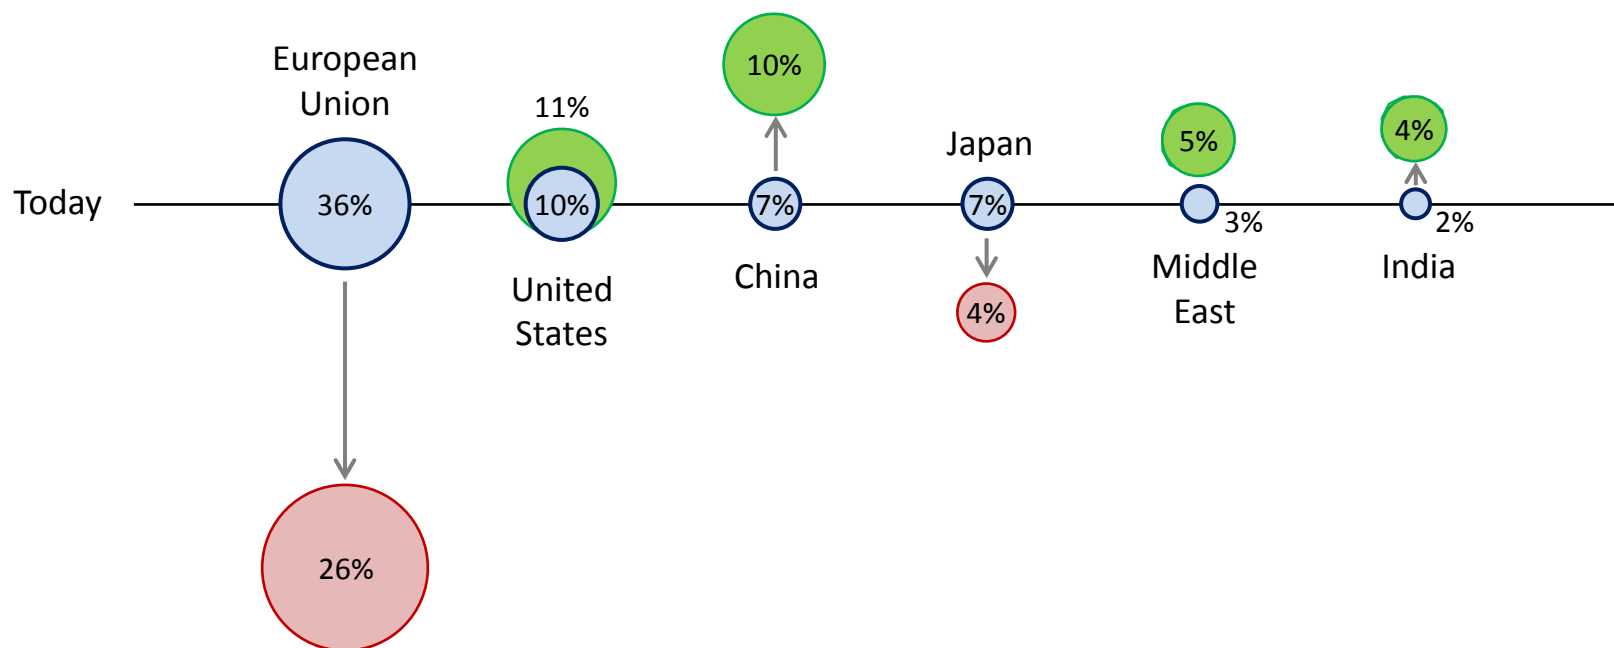 European
Union
11%
10%
Japan
5%
4%
Today
36%
10%
7%
7%
3%
2%
United
States
China
4%
Middle
East
India
26%